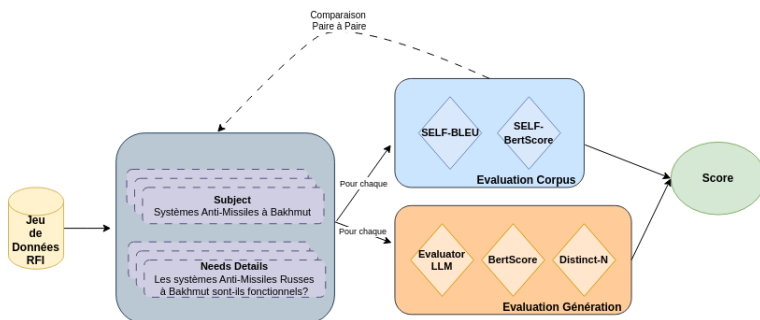 Comparaison
Paire à Paire
Jeu
de
Données
RFI
Subject
Systèmes Anti-Missiles à Bakhmut
Needs Details
Les systèmes Anti-Missiles Russes
à Bakhmut sont-ils fonctionnels?
Pour chaque
Pour chaque
SELF-BLEU
SELF-
BertScore
Evaluation Corpus
Evaluator
LLM
BertScore
Distinct-N
Evaluation Génération
Score